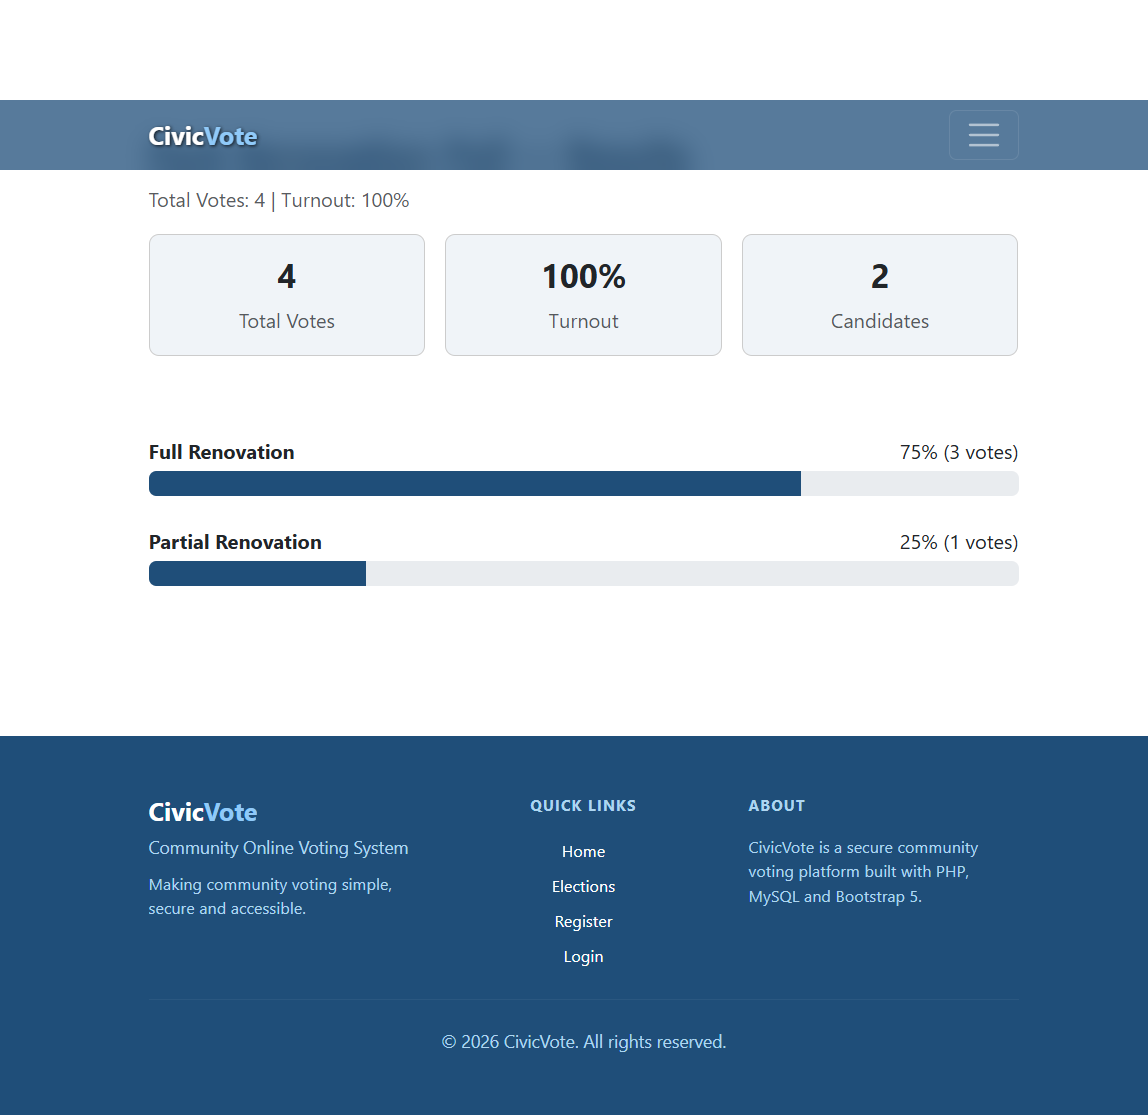 CivicVote
Total Votes: 4 | Turnout: 100%
4
Total Votes
100%
Turnout
2
Candidates
Full Renovation
75% (3 votes)
Partial Renovation
25% (1 votes)
CivicVote
Community Online Voting System
Making community voting simple,
secure and accessible.
QUICK LINKS
Home
Elections
Register
Login
ABOUT
CivicVote is a secure community
voting platform built with PHP,
MySQL and Bootstrap 5.
© 2026 CivicVote. All rights reserved.